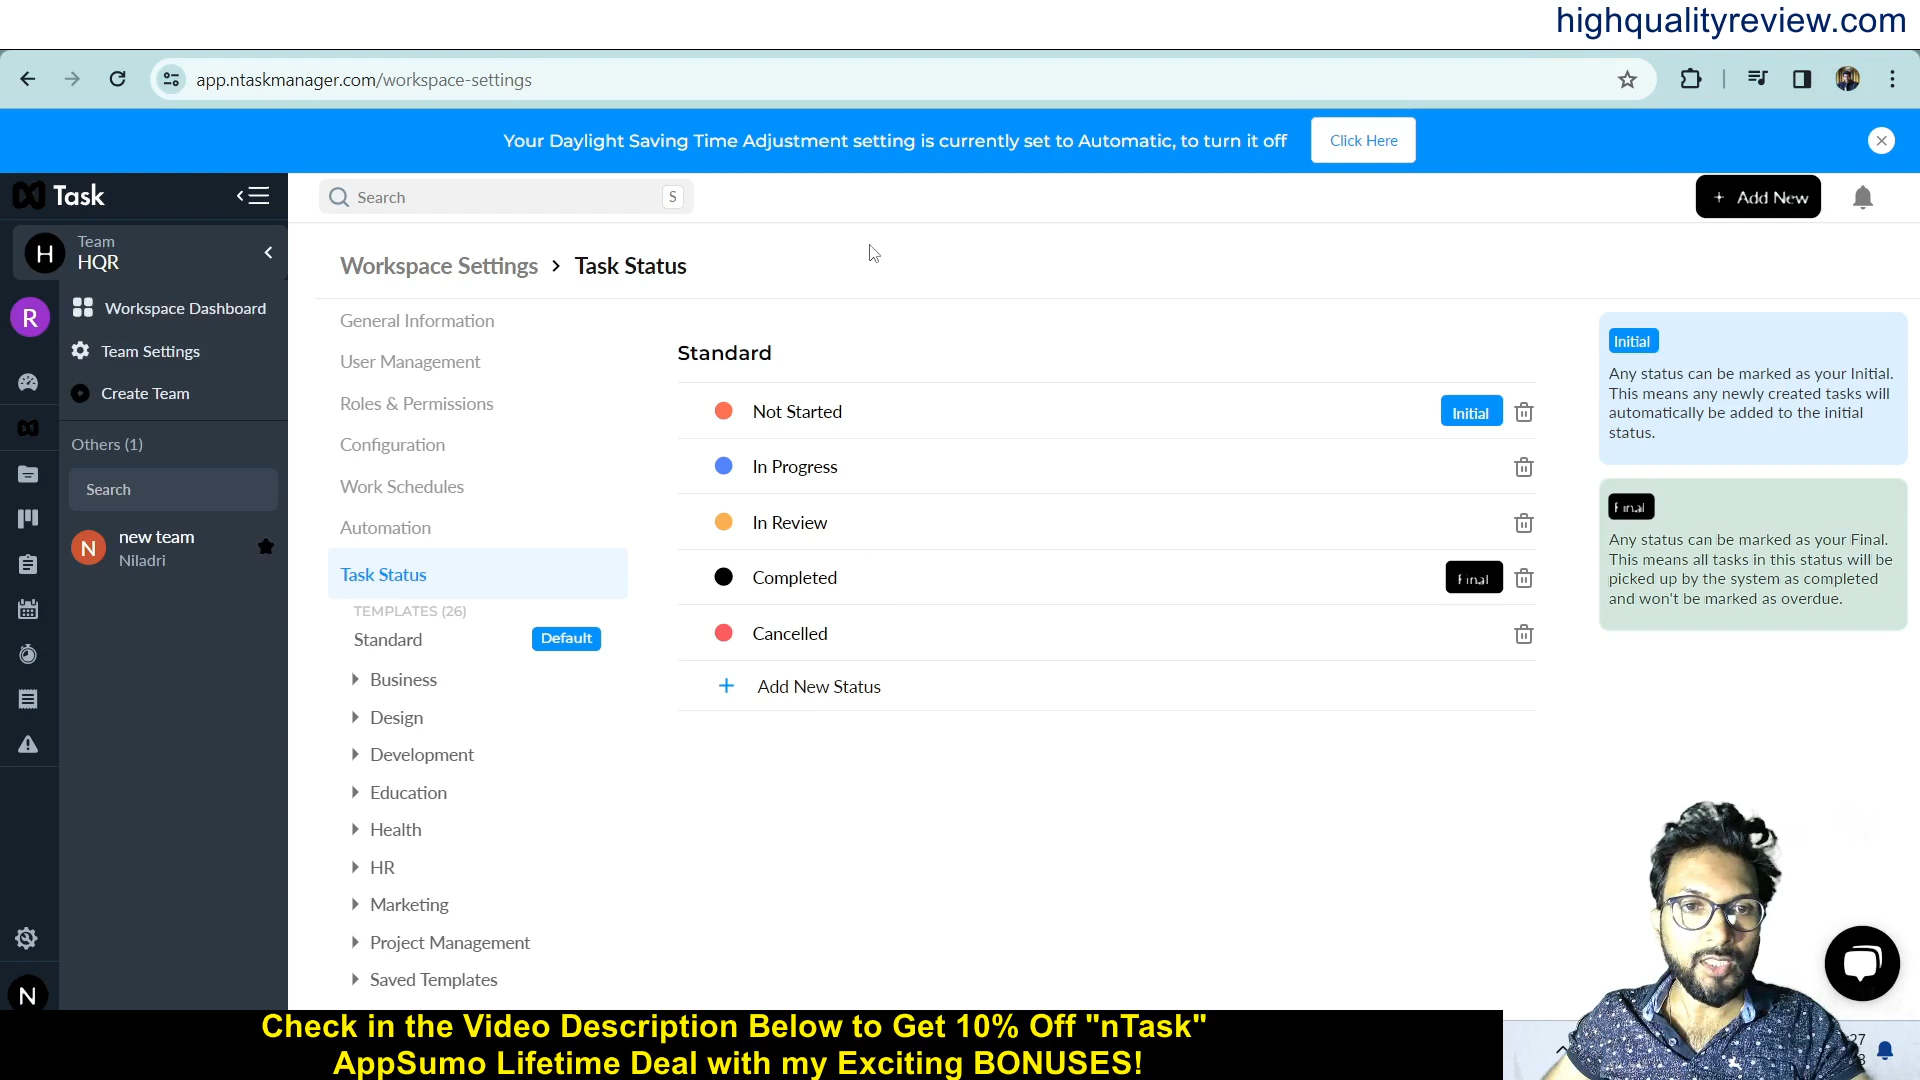 highqualityreview.com
app.ntaskmanager.com/workspace-settings
Your Daylight Saving Time Adjustment setting is currently set to Automatic, to turn it off
Click Here
Task
Search
S
+ Add New
H
Team
HQR
Workspace Settings > Task Status
R
Workspace Dashboard
Team Settings
Create Team
Others (1)
Search
N
new team
Niladri
General Information
User Management
Roles & Permissions
Configuration
Work Schedules
Automation
Task Status
TEMPLATES (26)
Standard
Default
Business
Design
Development
Education
Health
HR
Marketing
Project Management
Saved Templates
Standard
Not Started
Initial
In Progress
In Review
Completed
Final
Cancelled
+ Add New Status
Initial
Any status can be marked as your Initial.
This means any newly created tasks will
automatically be added to the initial
status.
Final
Any status can be marked as your Final.
This means all tasks in this status will be
picked up by the system as completed
and won't be marked as overdue.
N
Check in the Video Description Below to Get 10% Off "nTask"
AppSumo Lifetime Deal with my Exciting BONUSES!